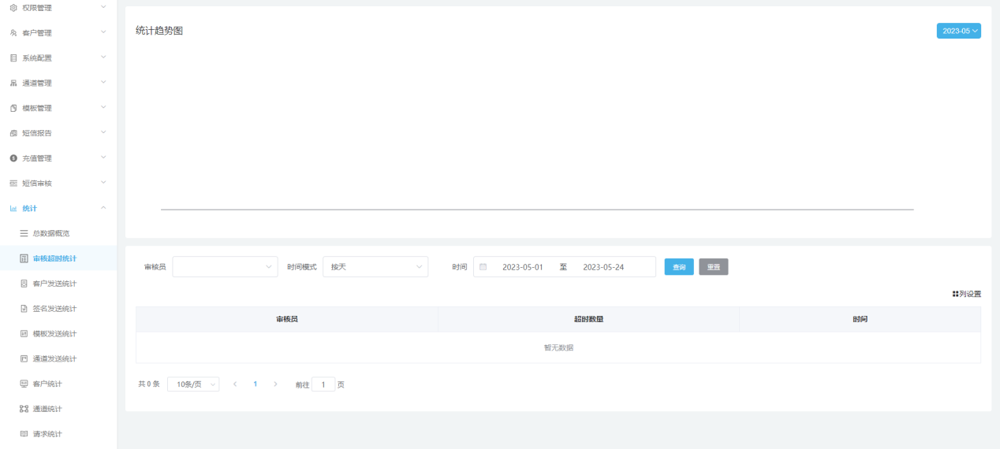 权限管理
客户管理
系统配置
通道管理
模板管理
短信报告
充值管理
短信审核
统计
总数据概览
审核超时统计
客户发送统计
签名发送统计
模板发送统计
通道发送统计
客户统计
通道统计
请求统计
统计趋势图
2023-05
审核员
时间模式 按天
时间 2023-05-01 至 2023-05-24
查询 重置
列设置
审核员 超时数量 时间
暂无数据
共 0 条 10条/页 1 前往 1 页